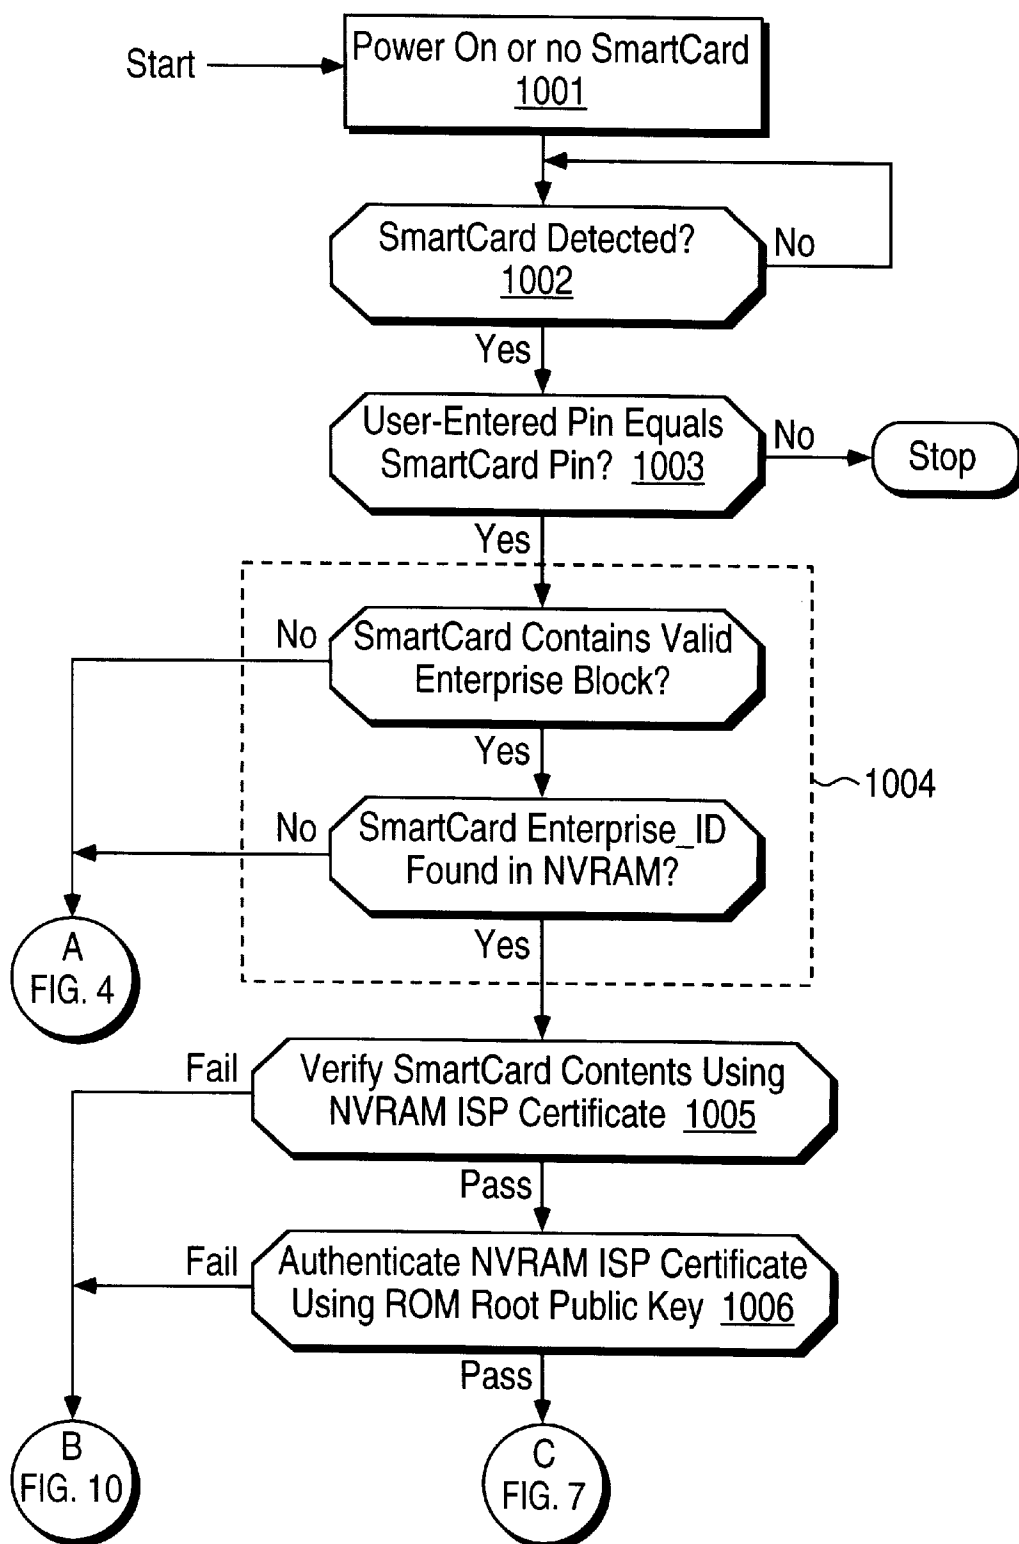 Start
Power On or no SmartCard
1001
SmartCard Detected?
1002
No
Yes
User-Entered Pin Equals
SmartCard Pin? 1003
No
Stop
Yes
No
SmartCard Contains Valid
Enterprise Block?
Yes
1004
No
SmartCard Enterprise_ID
Found in NVRAM?
Yes
A
FIG. 4
Fail
Verify SmartCard Contents Using
NVRAM ISP Certificate 1005
Pass
Fail
Authenticate NVRAM ISP Certificate
Using ROM Root Public Key 1006
Pass
B
FIG. 10
C
FIG. 7